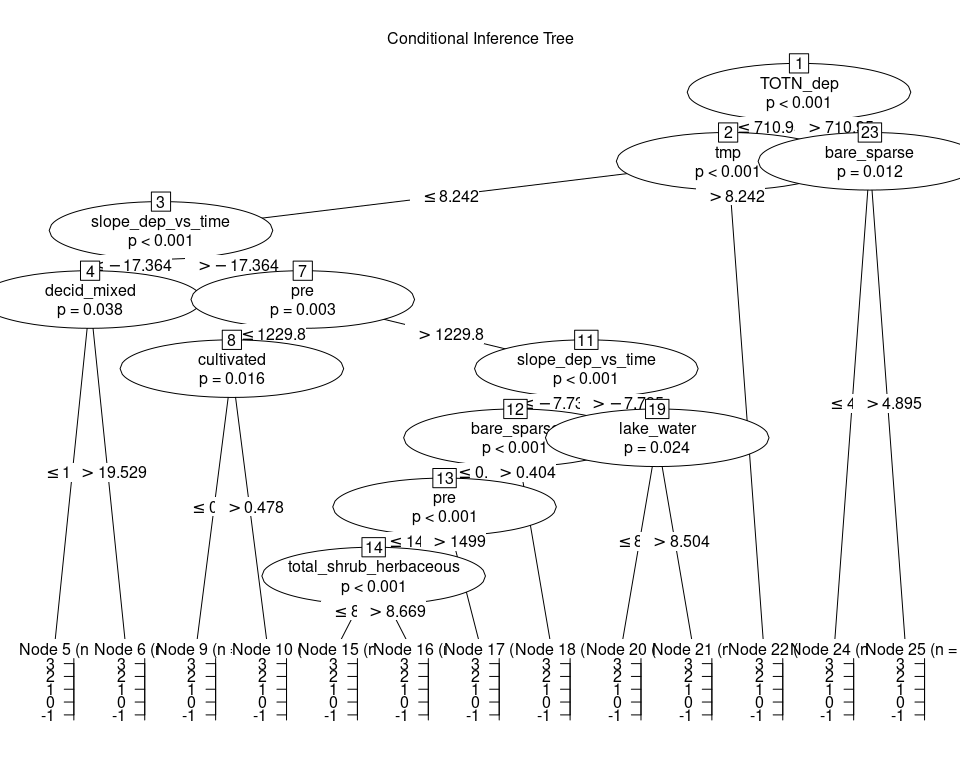 Conditional Inference Tree
1
TOTN_dep
p < 0.001
≤ 710.9 > 710.95
2 23
tmp bare_sparse
p < 0.001 p = 0.012
≤ 8.242 > 8.242
3
slope_dep_vs_time
p < 0.001
≤ −17.364 > −17.364
4 7
decid_mixed pre
p = 0.038 p = 0.003
≤ 1229.8 > 1229.8
8 11
cultivated slope_dep_vs_time
p = 0.016 p < 0.001
≤ 4 > 4.895
≤ −7.73 > −7.735
12 19
bare_sparse lake_water
p < 0.001 p = 0.024
≤ 1 > 19.529 ≤ 0. > 0.404
13
pre
p < 0.001
≤ 0 > 0.478
≤ 14 > 1499 ≤ 8 > 8.504
14
total_shrub_herbaceous
p < 0.001
≤ 8 > 8.669
Node 5 (n Node 6 ( Node 9 (n Node 10 ( Node 15 (r Node 16 ( Node 17 ( Node 18 ( Node 20 ( Node 21 (r Node 22 Node 24 (r Node 25 (n =
3 3 3 3 3 3 3 3 3 3 3 3 3
2 2 2 2 2 2 2 2 2 2 2 2 2
1 1 1 1 1 1 1 1 1 1 1 1 1
0 0 0 0 0 0 0 0 0 0 0 0 0
-1 -1 -1 -1 -1 -1 -1 -1 -1 -1 -1 -1 -1